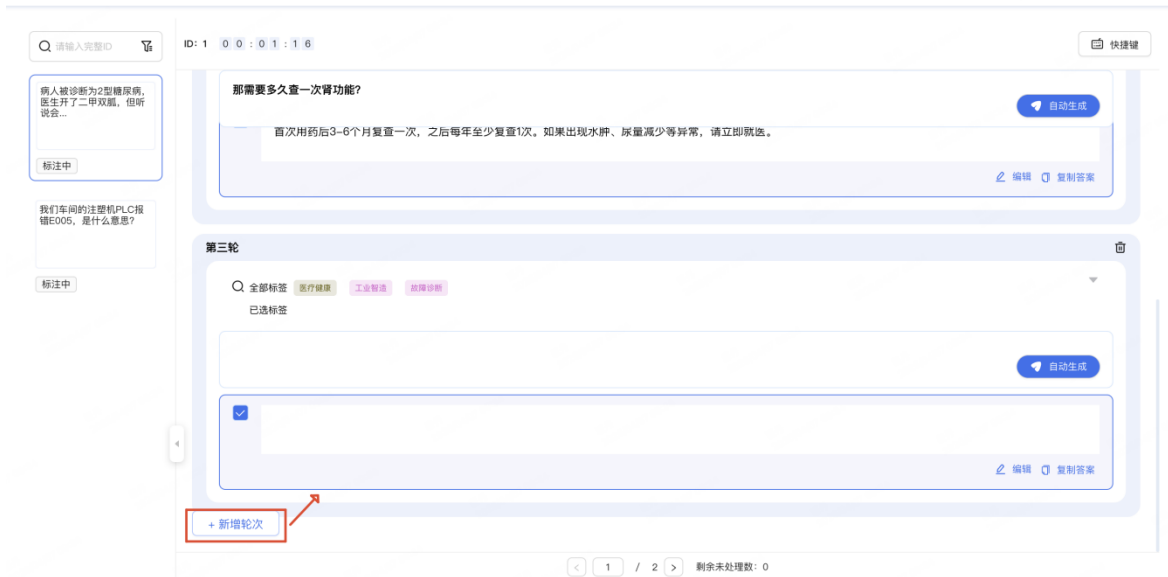 请输入完整ID
ID: 1 00:01:16
快捷键
病人被诊断为2型糖尿病,
医生开了二甲双胍，但听
说会...
标注中
我们车间的注塑机PLC报
错E005，是什么意思?
标注中
那需要多久查一次肾功能?
自动生成
首次用药后3-6个月复查一次，之后每年至少复查1次。如果出现水肿、尿量减少等异常，请立即就医。
编辑 复制答案
第三轮
全部标签 医疗健康 工业智造 故障诊断
已选标签
自动生成
编辑 复制答案
+ 新增轮次
< 1 / 2 > 剩余未处理数: 0